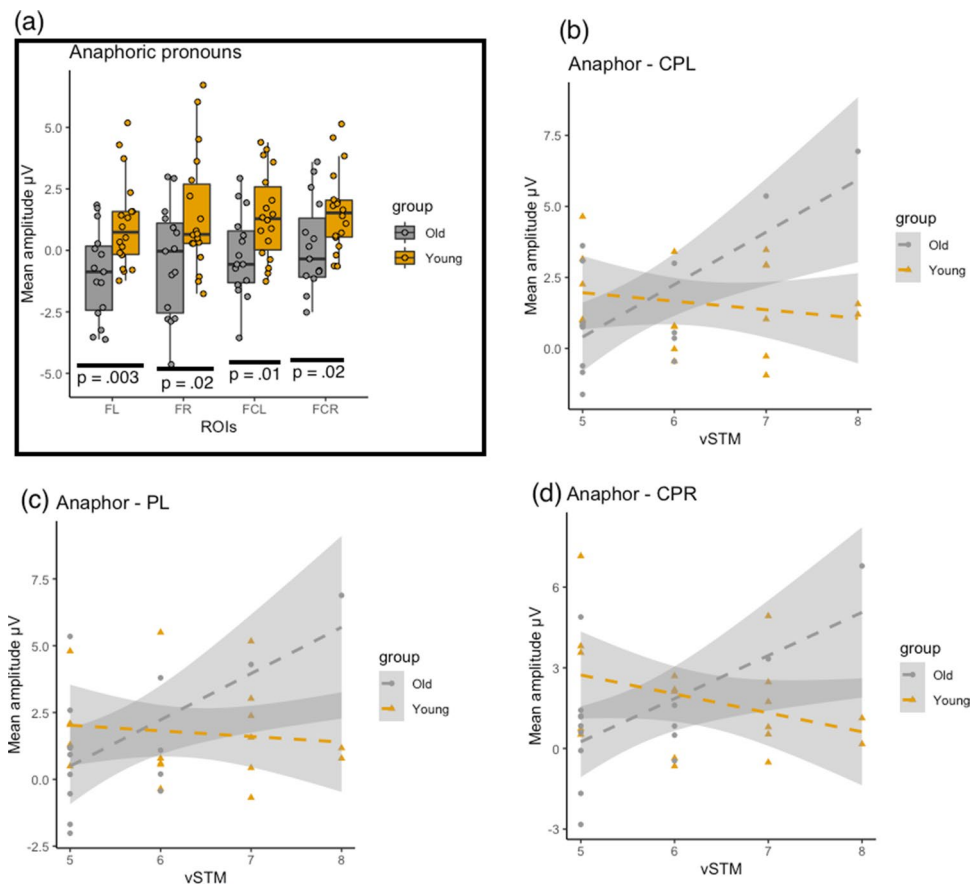 (a)
Anaphoric pronouns
Mean amplitude µV
5.0
2.5
0.0
-2.5
-5.0
p = .003
p = .02
p = .01
p = .02
FL
FR
FCL
FCR
ROIs
group
Old
Young
(b)
Anaphor - CPL
Mean amplitude µV
7.5
5.0
2.5
0.0
5
6
7
8
vSTM
group
Old
Young
(c) Anaphor - PL
Mean amplitude µV
7.5
5.0
2.5
0.0
-2.5
5
6
7
8
vSTM
group
Old
Young
(d) Anaphor - CPR
Mean amplitude µV
6
3
0
-3
5
6
7
8
vSTM
group
Old
Young